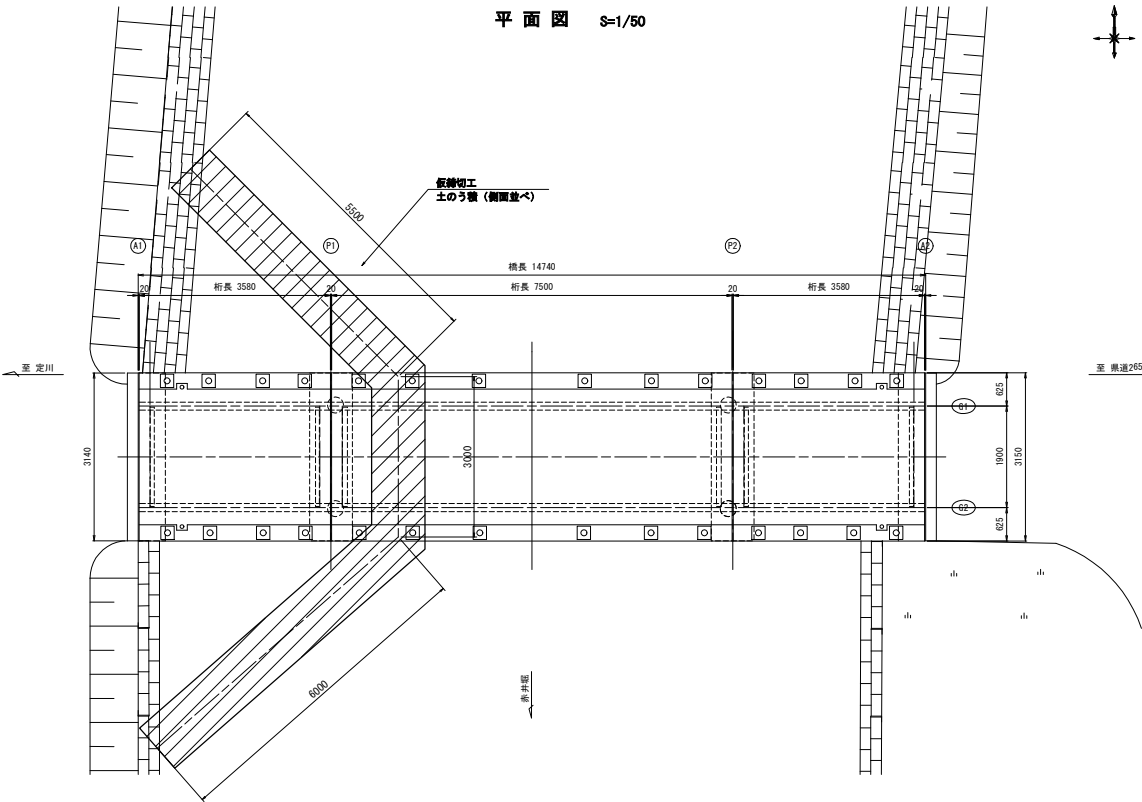 平 面 図 S=1/50
仮締切工
土のう積（側面並べ）
5500
A1
P1
P2
A2
橋長 14740
20
桁長 3580
20
桁長 7500
20
桁長 3580
20
至 定川
至 県道265
625
G1
3140
3000
1900
3150
G2
625
6000
赤井堀